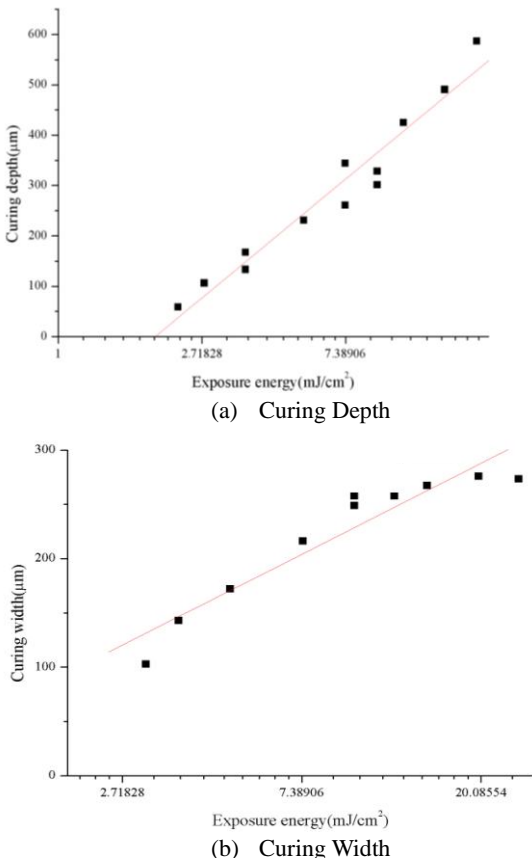 600
500
400
300
200
100
0
Curing depth(μm)
1 2.71828 7.38906
Exposure energy(mJ/cm²)
(a) Curing Depth
300
200
100
0
Curing width(μm)
2.71828 7.38906 20.08554
Exposure energy(mJ/cm²)
(b) Curing Width